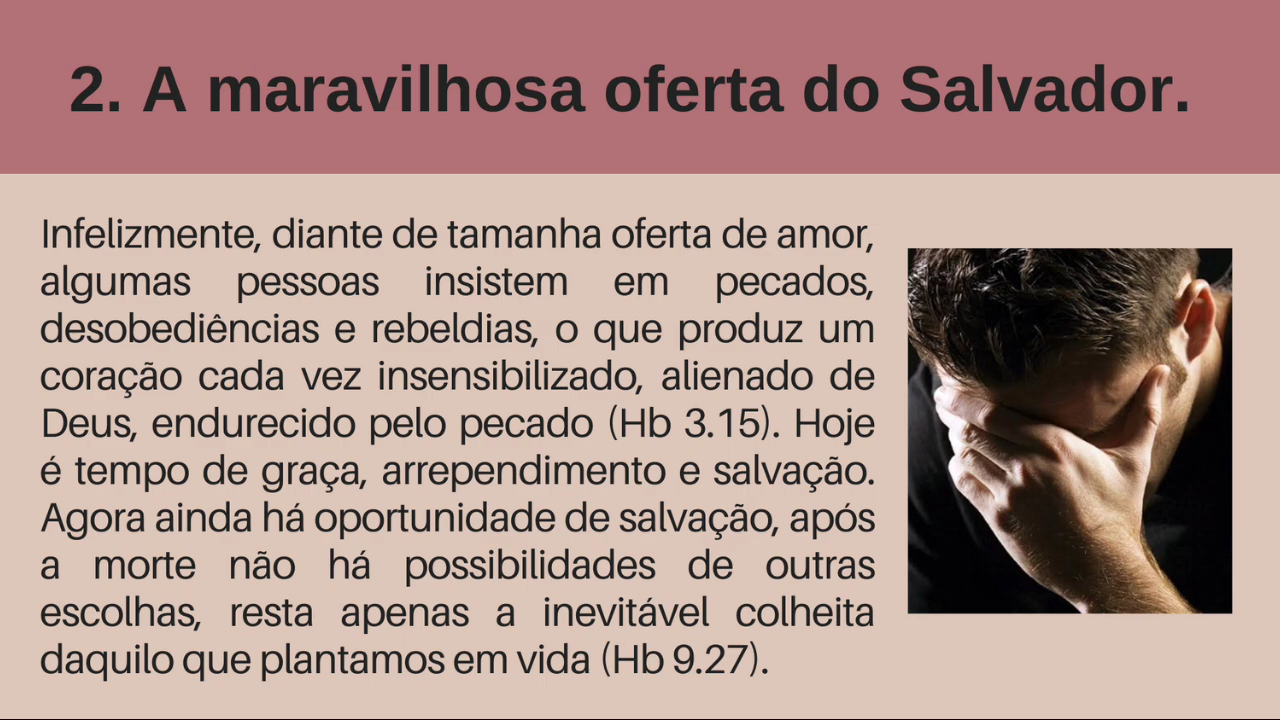 2. A maravilhosa oferta do Salvador.
Infelizmente, diante de tamanha oferta de amor,
algumas pessoas insistem em pecados,
desobediências e rebeldias, o que produz um
coração cada vez insensibilizado, alienado de
Deus, endurecido pelo pecado (Hb 3.15). Hoje
é tempo de graça, arrependimento e salvação.
Agora ainda há oportunidade de salvação, após
a morte não há possibilidades de outras
escolhas, resta apenas a inevitável colheita
daquilo que plantamos em vida (Hb 9.27).